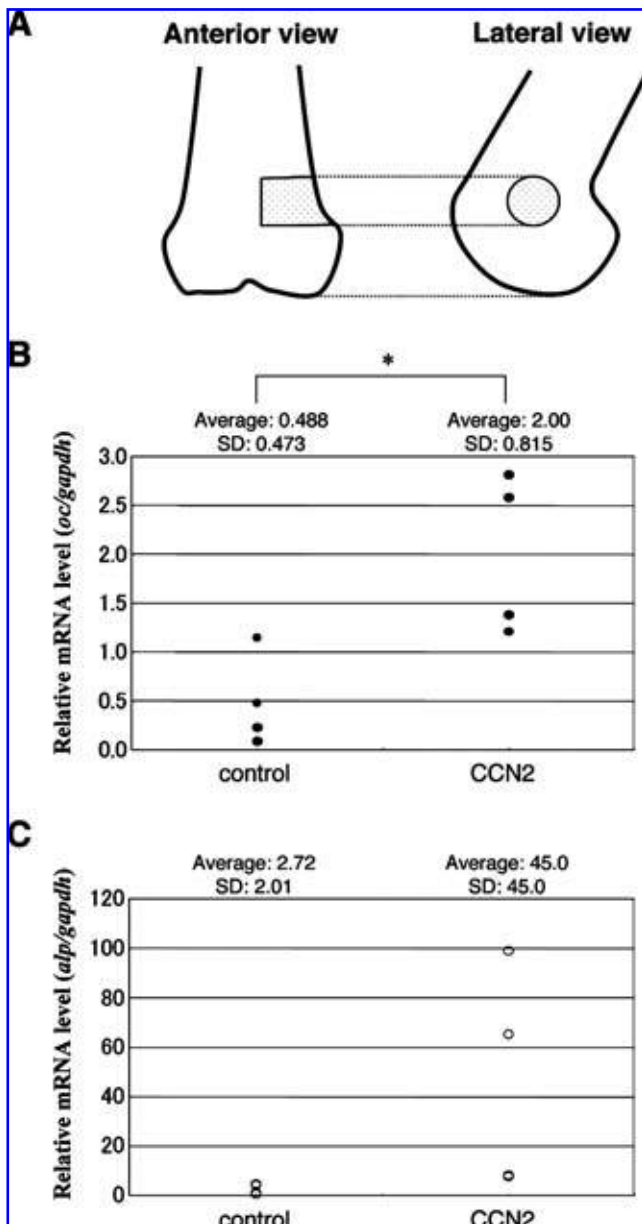 A
Anterior view
Lateral view
B
*
Average: 0.488
SD: 0.473
Average: 2.00
SD: 0.815
Relative mRNA level (oc/gapdh)
3.0
2.5
2.0
1.5
1.0
0.5
0.0
control
CCN2
C
Average: 2.72
SD: 2.01
Average: 45.0
SD: 45.0
Relative mRNA level (alp/gapdh)
120
100
80
60
40
20
0
control
CCN2